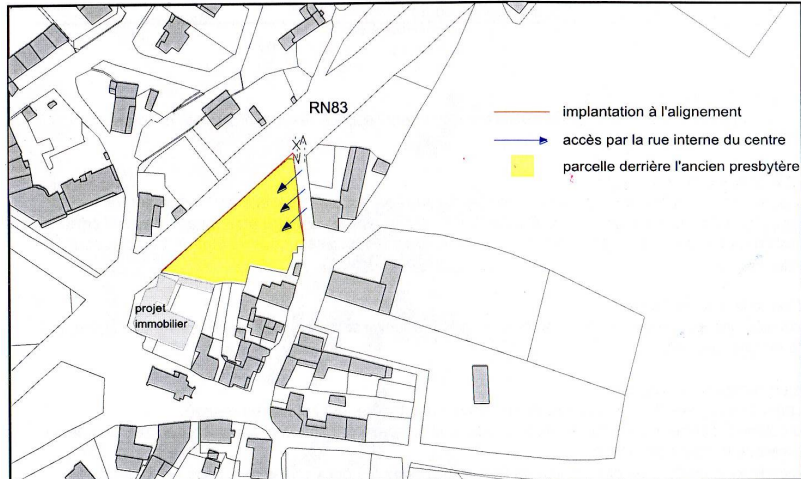 RN83
implantation à l'alignement
accès par la rue interne du centre
parcelle derrière l'ancien presbytère
projet
immobilier